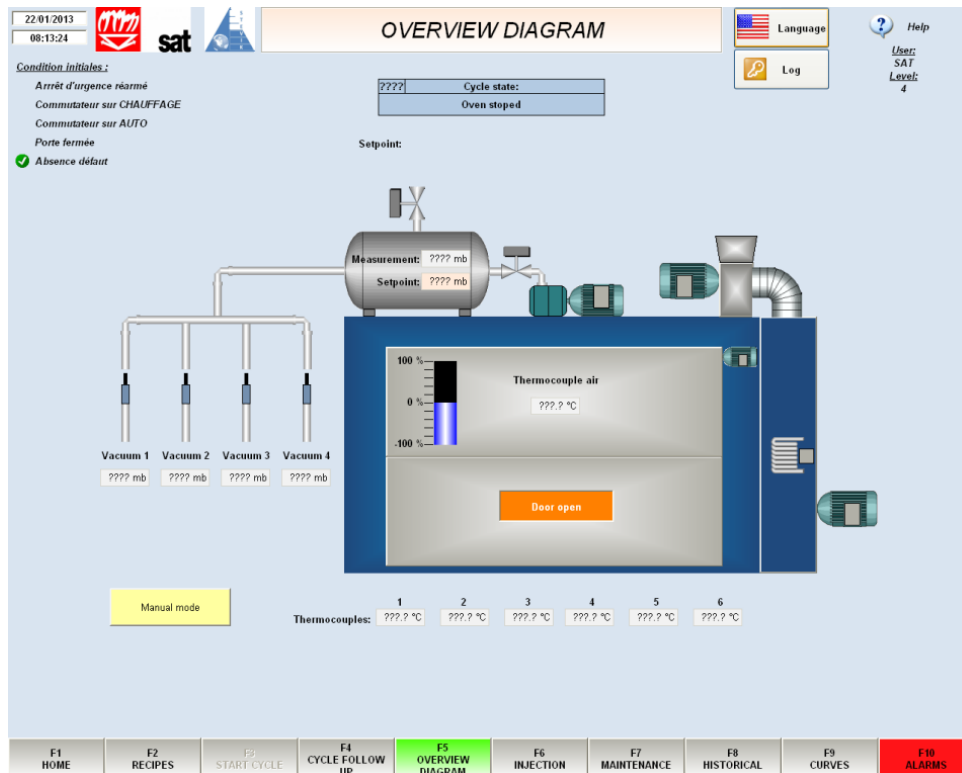 22/01/2013
08:13:24
sat
OVERVIEW DIAGRAM
Language
Log
Help
User:
SAT
Level:
4
Condition initiales :
Arrêt d'urgence réarmé
Commutateur sur CHAUFFAGE
Commutateur sur AUTO
Porte fermée
Absence défaut
???? Cycle state:
Oven stoped
Setpoint:
Measurement: ???? mb
Setpoint: ???? mb
100 %
0 %
-100 %
Thermocouple air
???.? °C
Vacuum 1 Vacuum 2 Vacuum 3 Vacuum 4
???? mb ???? mb ???? mb ???? mb
Door open
Manual mode
1 2 3 4 5 6
Thermocouples: ???.? °C ???.? °C ???.? °C ???.? °C ???.? °C ???.? °C
F1 HOME
F2 RECIPES
F3 START CYCLE
F4 CYCLE FOLLOW UP
F5 OVERVIEW DIAGRAM
F6 INJECTION
F7 MAINTENANCE
F8 HISTORICAL
F9 CURVES
F10 ALARMS